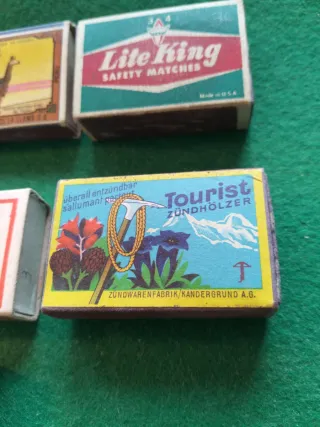 Lite King
SAFETY MATCHES
Made in U.S.A.
überall entzündbar
Tourist
ZÜNDHÖLZER
ZÜNDWARENFABRIK KANDERGRUND A.G.